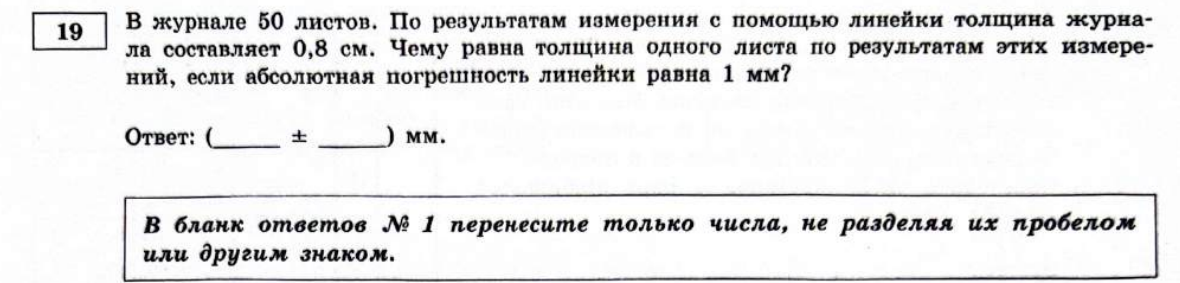 19
В журнале 50 листов. По результатам измерения с помощью линейки толщина журна-
ла составляет 0,8 см. Чему равна толщина одного листа по результатам этих измере-
ний, если абсолютная погрешность линейки равна 1 мм?
Ответ: (_____ ± _____) мм.
В бланк ответов № 1 перенесите только числа, не разделяя их пробелом
или другим знаком.